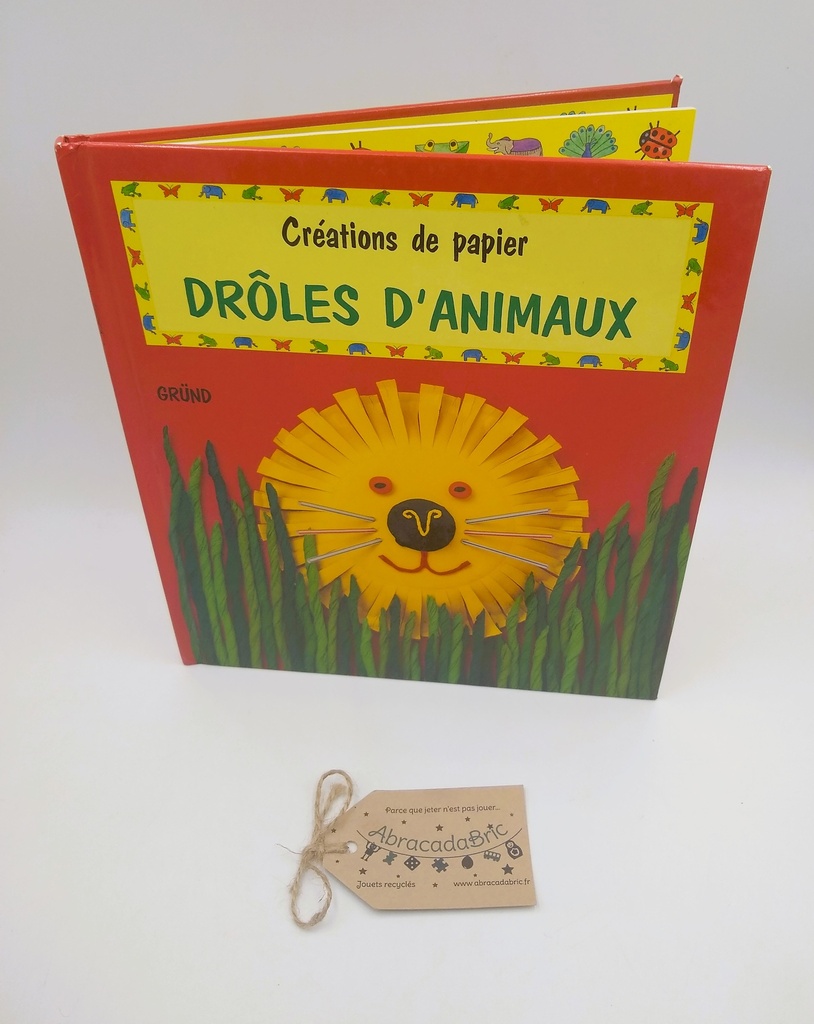 Créations de papier
DRÔLES D'ANIMAUX
GRÜND
Parce que jeter n'est pas jouer...
AbracadaBric
Jouets recyclés
www.abracadabric.fr